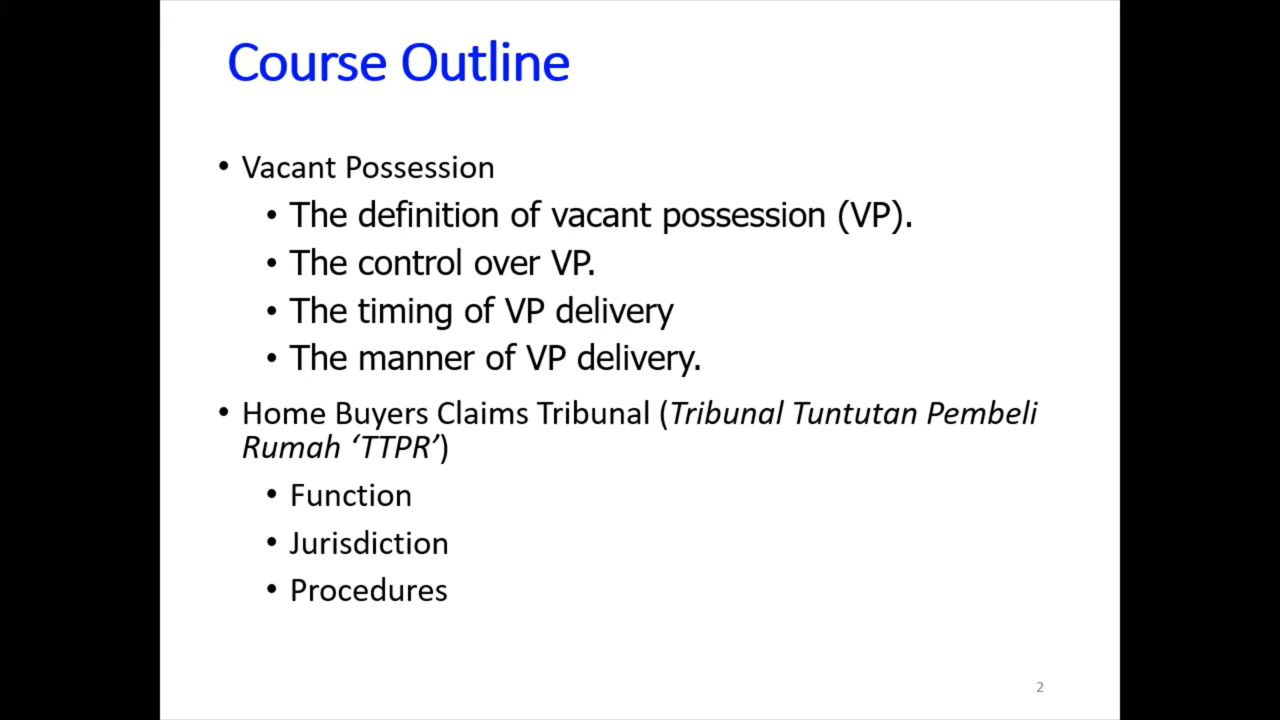 Course Outline
• Vacant Possession
• The definition of vacant possession (VP).
• The control over VP.
• The timing of VP delivery
• The manner of VP delivery.
• Home Buyers Claims Tribunal (Tribunal Tuntutan Pembeli
Rumah ‘TTPR’)
• Function
• Jurisdiction
• Procedures
2